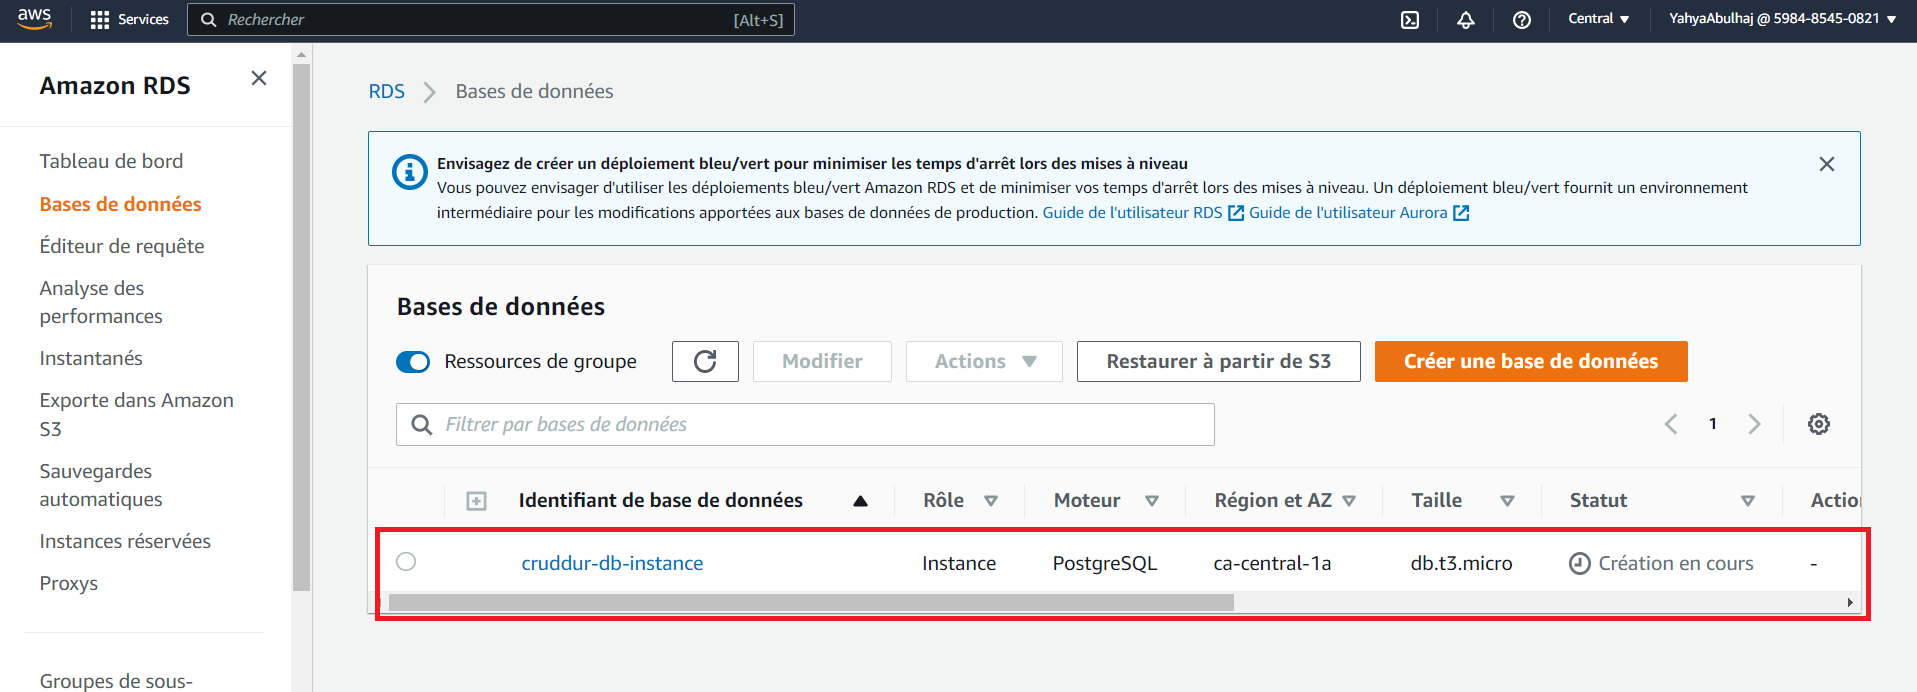 aws
Services
Rechercher
[Alt+S]
Central
YahyaAbulhaj @ 5984-8545-0821
Amazon RDS
Tableau de bord
Bases de données
Éditeur de requête
Analyse des
performances
Instantanés
Exporte dans Amazon
S3
Sauvegardes
automatiques
Instances réservées
Proxys
Groupes de sous-
RDS
Bases de données
Envisagez de créer un déploiement bleu/vert pour minimiser les temps d'arrêt lors des mises à niveau
Vous pouvez envisager d'utiliser les déploiements bleu/vert Amazon RDS et de minimiser vos temps d'arrêt lors des mises à niveau. Un déploiement bleu/vert fournit un environnement
intermédiaire pour les modifications apportées aux bases de données de production. Guide de l'utilisateur RDS Guide de l'utilisateur Aurora
Bases de données
Ressources de groupe
Modifier
Actions
Restaurer à partir de S3
Créer une base de données
Filtrer par bases de données
1
Identifiant de base de données Rôle Moteur Région et AZ Taille Statut Actio
cruddur-db-instance Instance PostgreSQL ca-central-1a db.t3.micro Création en cours -